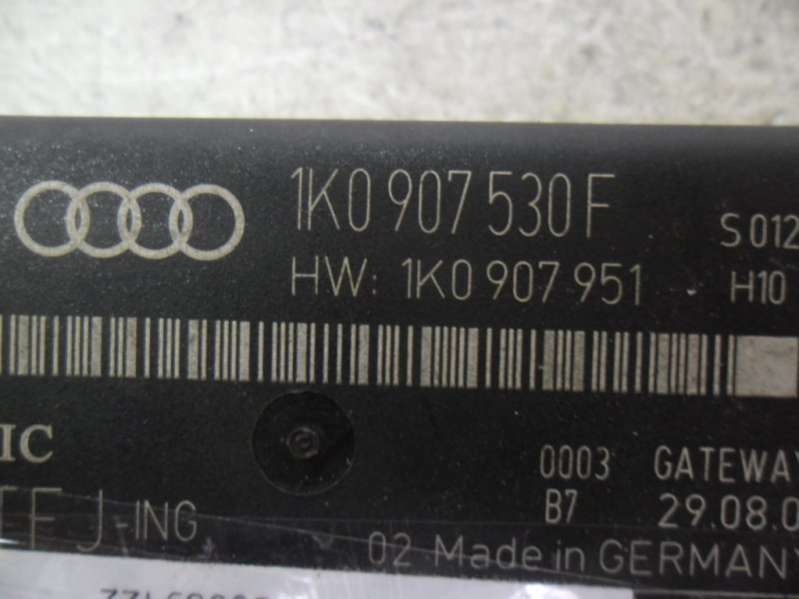 1K0 907 530 F
S 012
HW: 1K0 907 951
H10
IC
0003 GATEWAY
B7 29.08.0
J-ING
02 Made in GERMANY